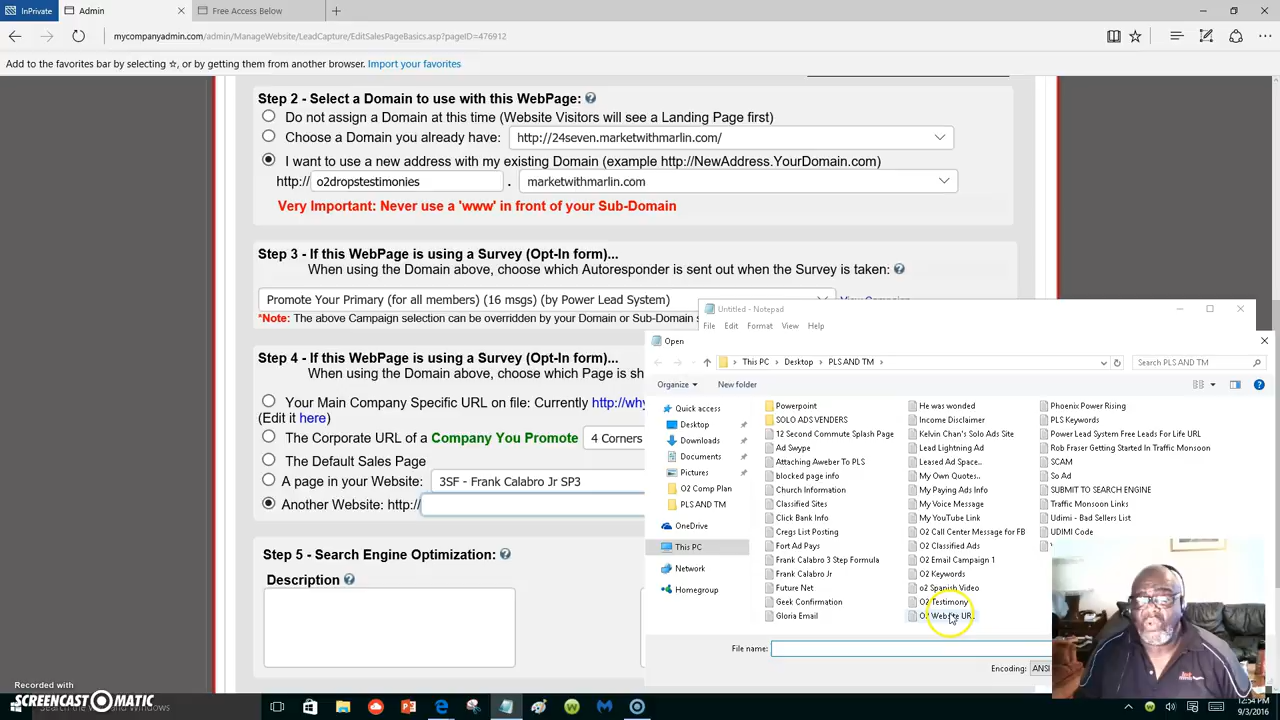 InPrivate
Admin
Free Access Below
mycompanyadmin.com/admin/ManageWebsite/LeadCapture/EditSalesPageBasics.asp?pageID=476912
Add to the favorites bar by selecting ☆, or by getting them from another browser. Import your favorites
Step 2 - Select a Domain to use with this WebPage:
Do not assign a Domain at this time (Website Visitors will see a Landing Page first)
Choose a Domain you already have: http://24seven.marketwithmarlin.com/
I want to use a new address with my existing Domain (example http://NewAddress.YourDomain.com)
http:// o2dropstestimonies . marketwithmarlin.com
Very Important: Never use a 'www' in front of your Sub-Domain
Step 3 - If this WebPage is using a Survey (Opt-In form)...
When using the Domain above, choose which Autoresponder is sent out when the Survey is taken:
Promote Your Primary (for all members) (16 msgs) (by Power Lead System)
*Note: The above Campaign selection can be overridden by your Domain or Sub-Domain
Step 4 - If this WebPage is using a Survey (Opt-In form)...
When using the Domain above, choose which Page is sh
Your Main Company Specific URL on file: Currently http://why
(Edit it here)
The Corporate URL of a Company You Promote 4 Corners
The Default Sales Page
A page in your Website: 3SF - Frank Calabro Jr SP3
Another Website: http://
Step 5 - Search Engine Optimization:
Description
Untitled - Notepad
File Edit Format View Help
Open
This PC > Desktop > PLS AND TM >
Search PLS AND TM
Organize
New folder
Quick access
Desktop
Downloads
Documents
Pictures
O2 Comp Plan
PLS AND TM
OneDrive
This PC
Network
Homegroup
Powerpoint
SOLO ADS VENDERS
12 Second Commute Splash Page
Ad Swype
Attaching Aweber To PLS
blocked page info
Church Information
Classified Sites
Click Bank Info
Cregs List Posting
Fort Ad Pays
Frank Calabro 3 Step Formula
Frank Calabro Jr
Future Net
Geek Confirmation
Gloria Email
He was wonded
Income Disclaimer
Kelvin Chan's Solo Ads Site
Lead Lightning Ad
Leased Ad Space..
My Own Quotes..
My Paying Ads Info
My Voice Message
My YouTube Link
O2 Call Center Message for FB
O2 Classified Ads
O2 Email Campaign 1
O2 Keywords
o2 Spanish Video
O2 Testimony
O2 Website URL
Phoenix Power Rising
PLS Keywords
Power Lead System Free Leads For Life URL
Rob Fraser Getting Started In Traffic Monsoon
SCAM
So Ad
SUBMIT TO SEARCH ENGINE
Traffic Monsoon Links
Udimi - Bad Sellers List
UDIMI Code
File name:
Encoding: ANSI
Recorded with
SCREENCAST-O-MATIC
12:54 PM
9/3/2016